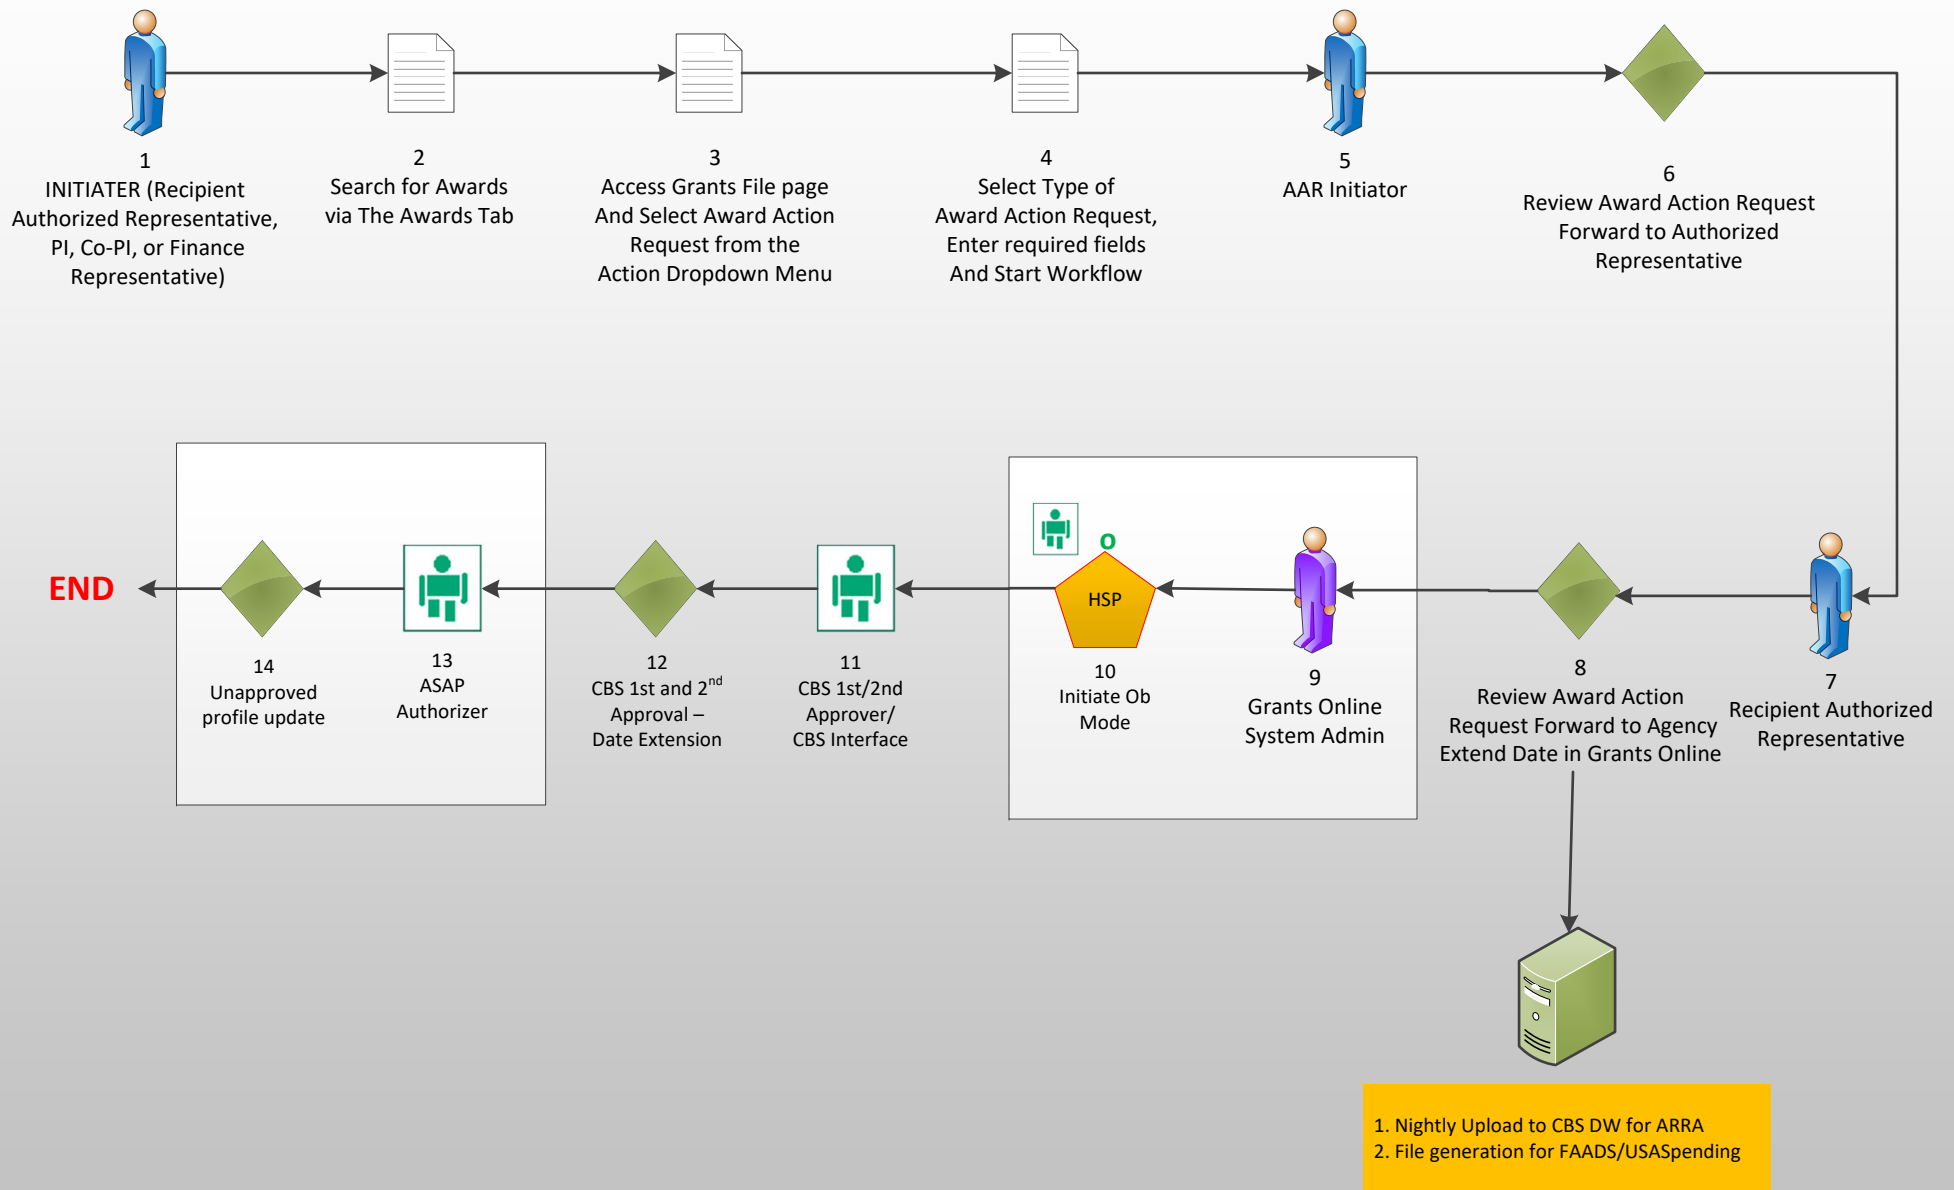 1
INITIATER (Recipient
Authorized Representative,
PI, Co-PI, or Finance
Representative)
2
Search for Awards
via The Awards Tab
3
Access Grants File page
And Select Award Action
Request from the
Action Dropdown Menu
4
Select Type of
Award Action Request,
Enter required fields
And Start Workflow
5
AAR Initiator
6
Review Award Action Request
Forward to Authorized
Representative
7
Recipient Authorized
Representative
8
Review Award Action
Request Forward to Agency
Extend Date in Grants Online
9
Grants Online
System Admin
O
HSP
10
Initiate Ob
Mode
11
CBS 1st/2nd
Approver/
CBS Interface
12
CBS 1st and 2nd
Approval –
Date Extension
13
ASAP
Authorizer
14
Unapproved
profile update
END
1. Nightly Upload to CBS DW for ARRA
2. File generation for FAADS/USASpending